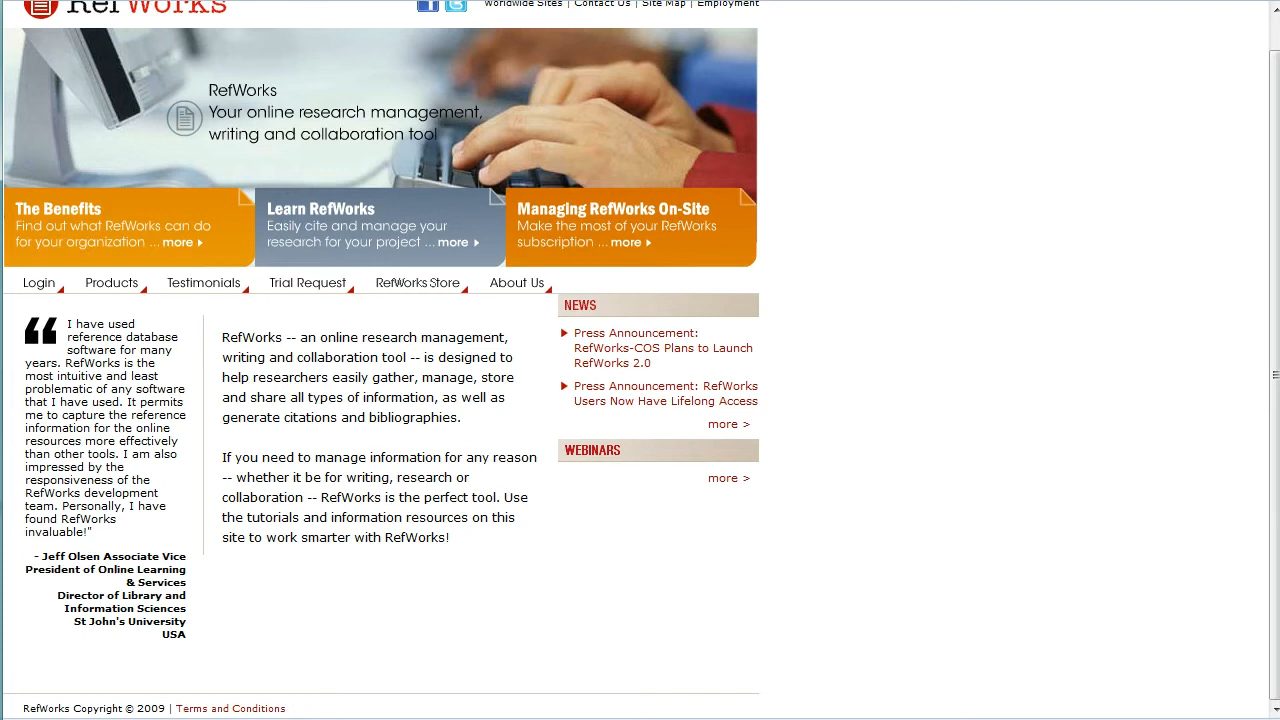 RefWorks
Worldwide Sites | Contact Us | Site Map | Employment
RefWorks
Your online research management,
writing and collaboration tool
The Benefits
Find out what RefWorks can do
for your organization ... more
Learn RefWorks
Easily cite and manage your
research for your project ... more
Managing RefWorks On-Site
Make the most of your RefWorks
subscription ... more
Login Products Testimonials Trial Request RefWorks Store About Us
I have used
reference database
software for many
years. RefWorks is the
most intuitive and least
problematic of any software
that I have used. It permits
me to capture the reference
information for the online
resources more effectively
than other tools. I am also
impressed by the
responsiveness of the
RefWorks development
team. Personally, I have
found RefWorks
invaluable!"
- Jeff Olsen Associate Vice
President of Online Learning
& Services
Director of Library and
Information Sciences
St John's University
USA
RefWorks -- an online research management,
writing and collaboration tool -- is designed to
help researchers easily gather, manage, store
and share all types of information, as well as
generate citations and bibliographies.
If you need to manage information for any reason
-- whether it be for writing, research or
collaboration -- RefWorks is the perfect tool. Use
the tutorials and information resources on this
site to work smarter with RefWorks!
NEWS
Press Announcement:
RefWorks-COS Plans to Launch
RefWorks 2.0
Press Announcement: RefWorks
Users Now Have Lifelong Access
more >
WEBINARS
more >
RefWorks Copyright © 2009 | Terms and Conditions